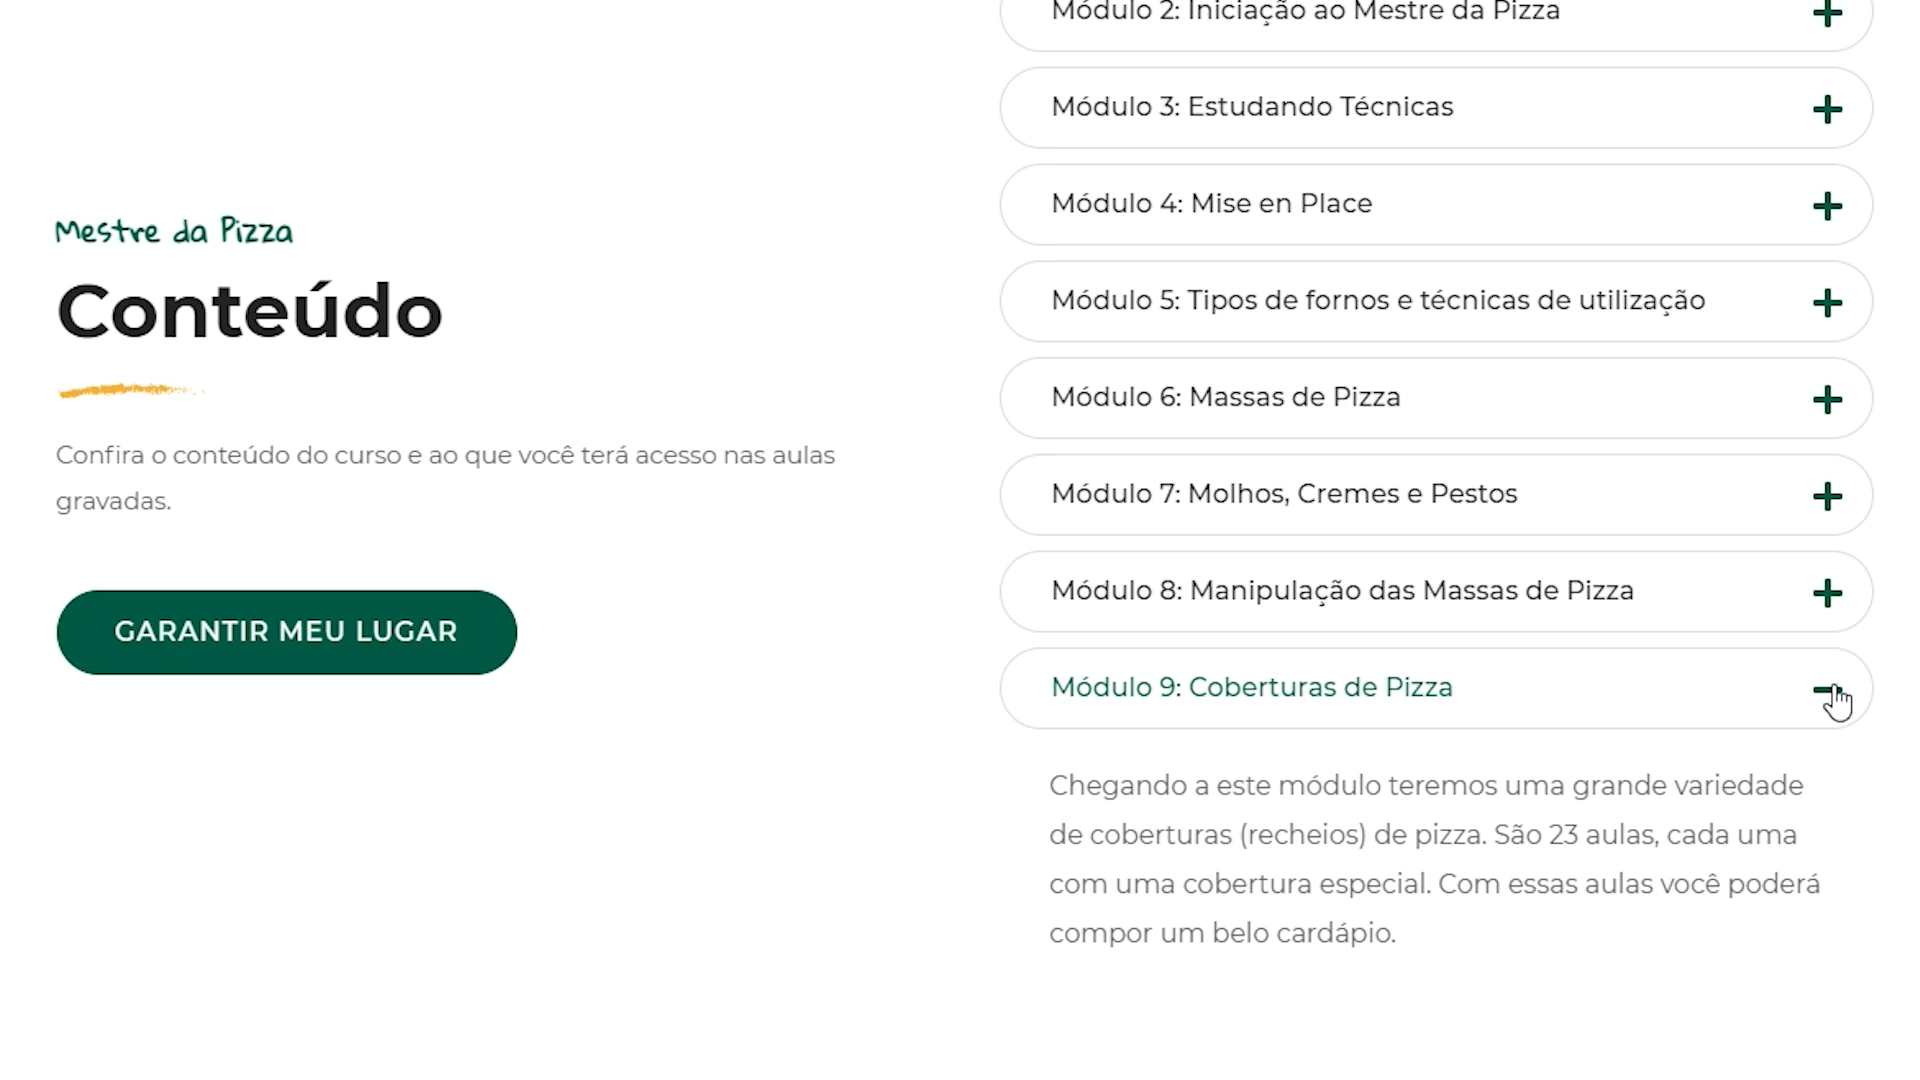 Mestre da Pizza
Conteúdo
Confira o conteúdo do curso e ao que você terá acesso nas aulas
gravadas.
GARANTIR MEU LUGAR
Módulo 2: Iniciação ao Mestre da Pizza
Módulo 3: Estudando Técnicas
Módulo 4: Mise en Place
Módulo 5: Tipos de fornos e técnicas de utilização
Módulo 6: Massas de Pizza
Módulo 7: Molhos, Cremes e Pestos
Módulo 8: Manipulação das Massas de Pizza
Módulo 9: Coberturas de Pizza
Chegando a este módulo teremos uma grande variedade
de coberturas (recheios) de pizza. São 23 aulas, cada uma
com uma cobertura especial. Com essas aulas você poderá
compor um belo cardápio.